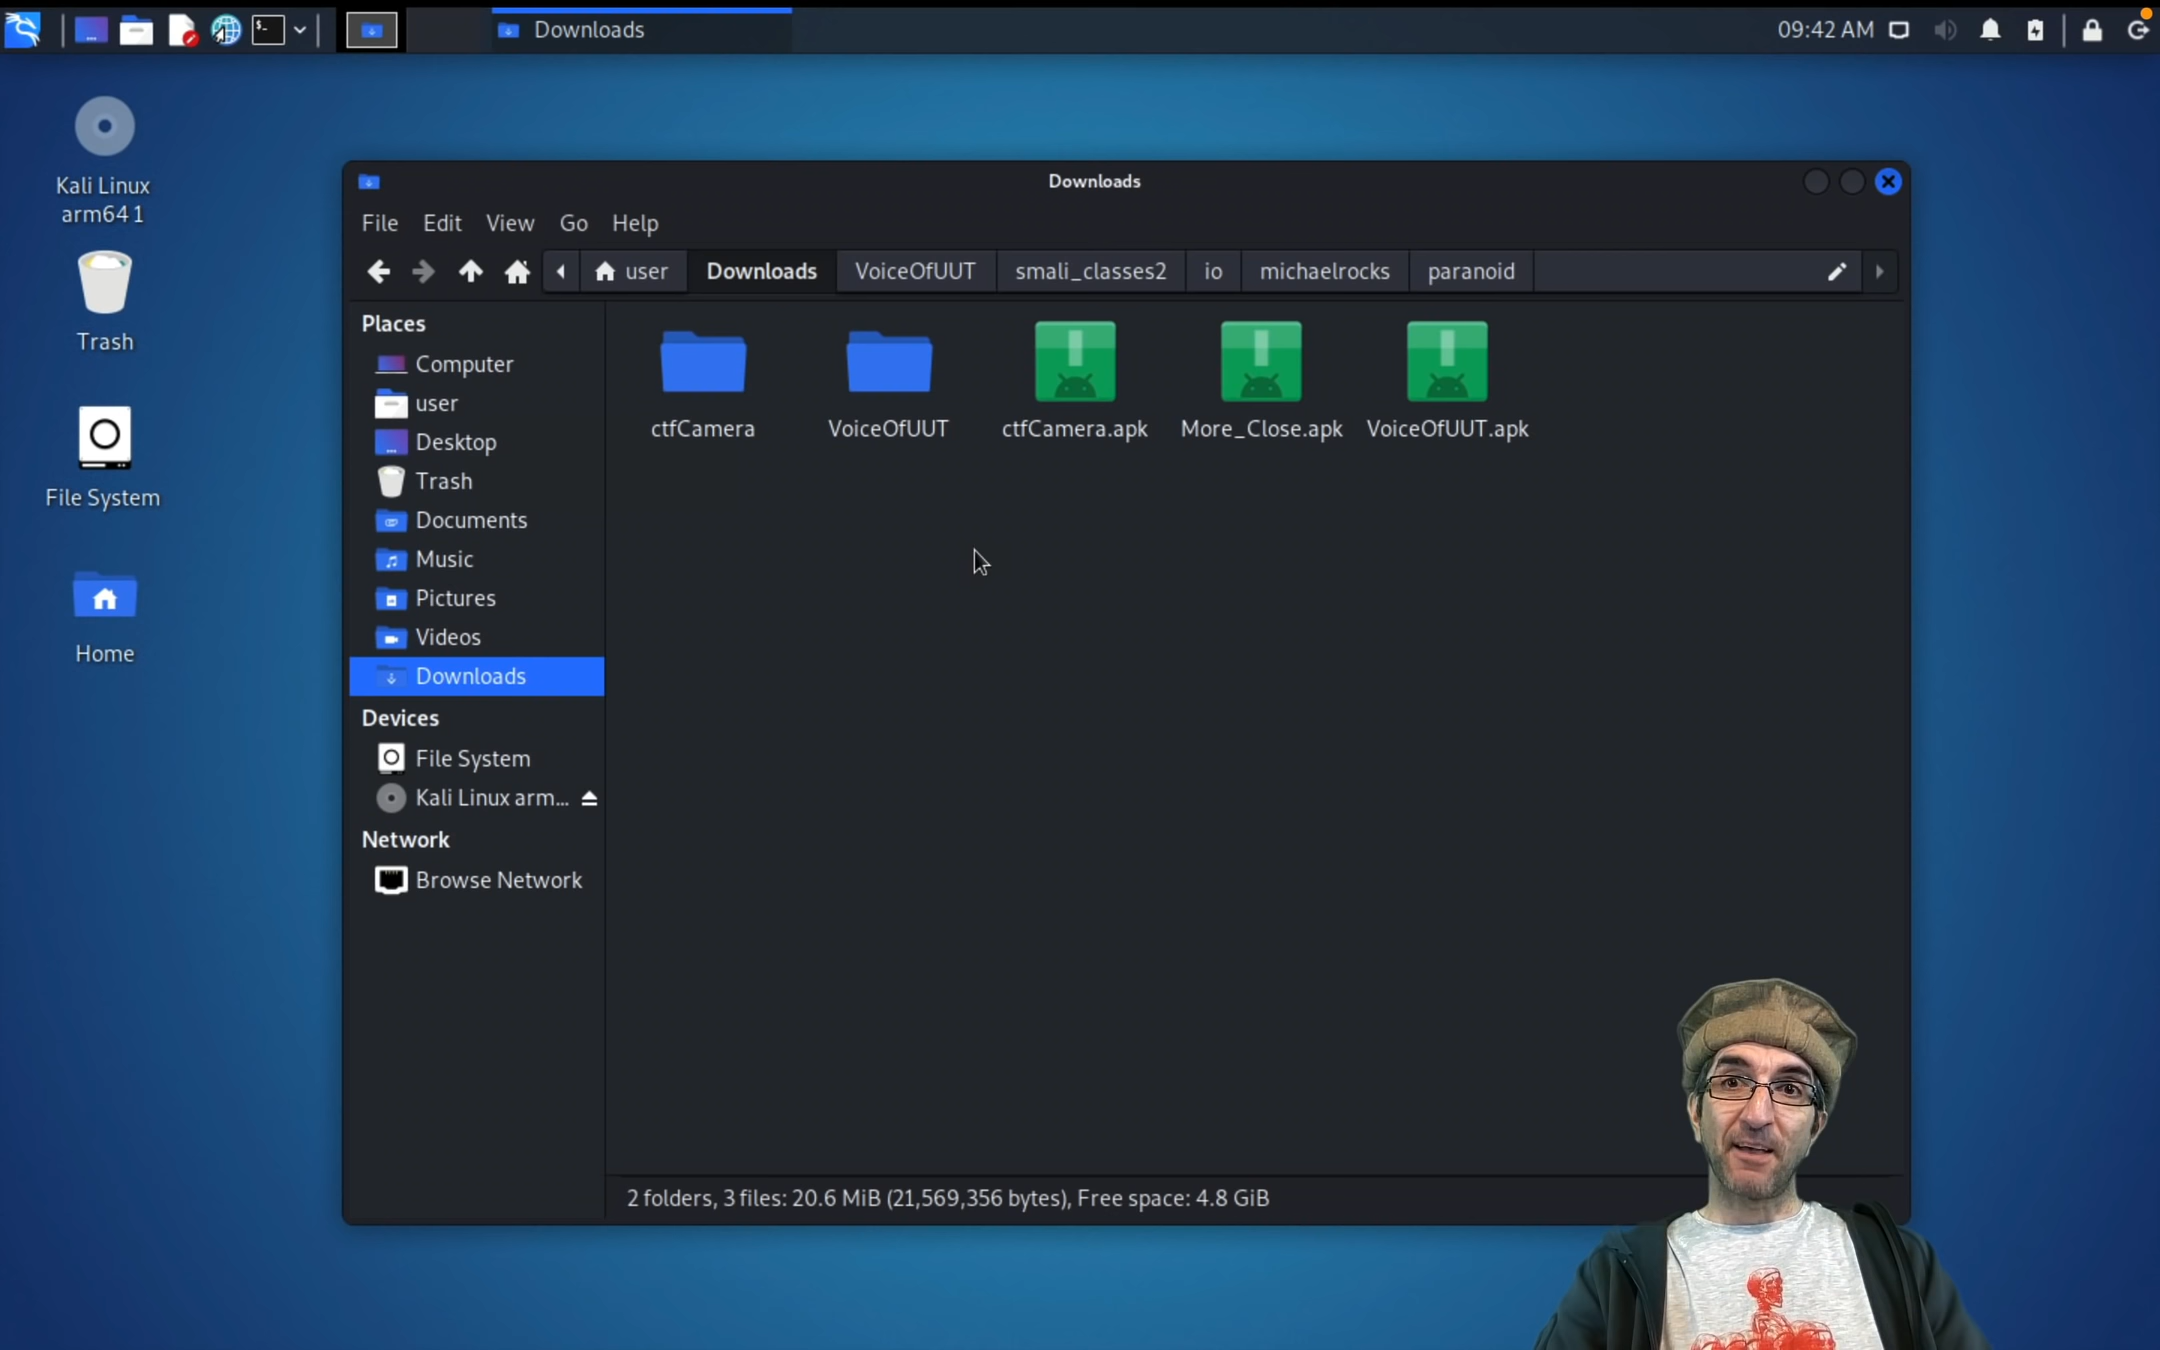 Downloads
09:42 AM
Kali Linux
arm64 1
Trash
File System
Home
Downloads
File Edit View Go Help
user Downloads VoiceOfUUT smali_classes2 io michaelrocks paranoid
Places
Computer
user
Desktop
Trash
Documents
Music
Pictures
Videos
Downloads
Devices
File System
Kali Linux arm...
Network
Browse Network
ctfCamera VoiceOfUUT ctfCamera.apk More_Close.apk VoiceOfUUT.apk
2 folders, 3 files: 20.6 MiB (21,569,356 bytes), Free space: 4.8 GiB